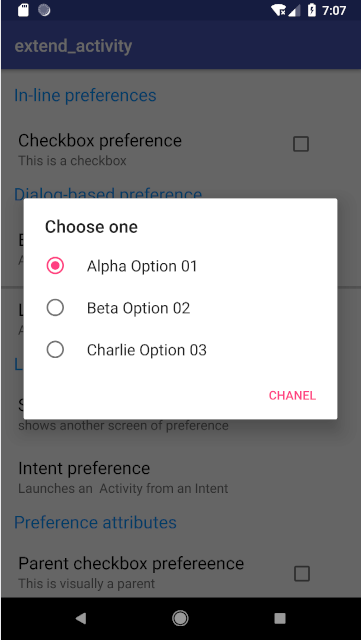 7:07
extend_activity
In-line preferences
Checkbox preference
This is a checkbox
Dialog-based preference
Choose one
Alpha Option 01
Beta Option 02
Charlie Option 03
CHANEL
shows another screen of preference
Intent preference
Launches an Activity from an Intent
Preference attributes
Parent checkbox prefereence
This is visually a parent